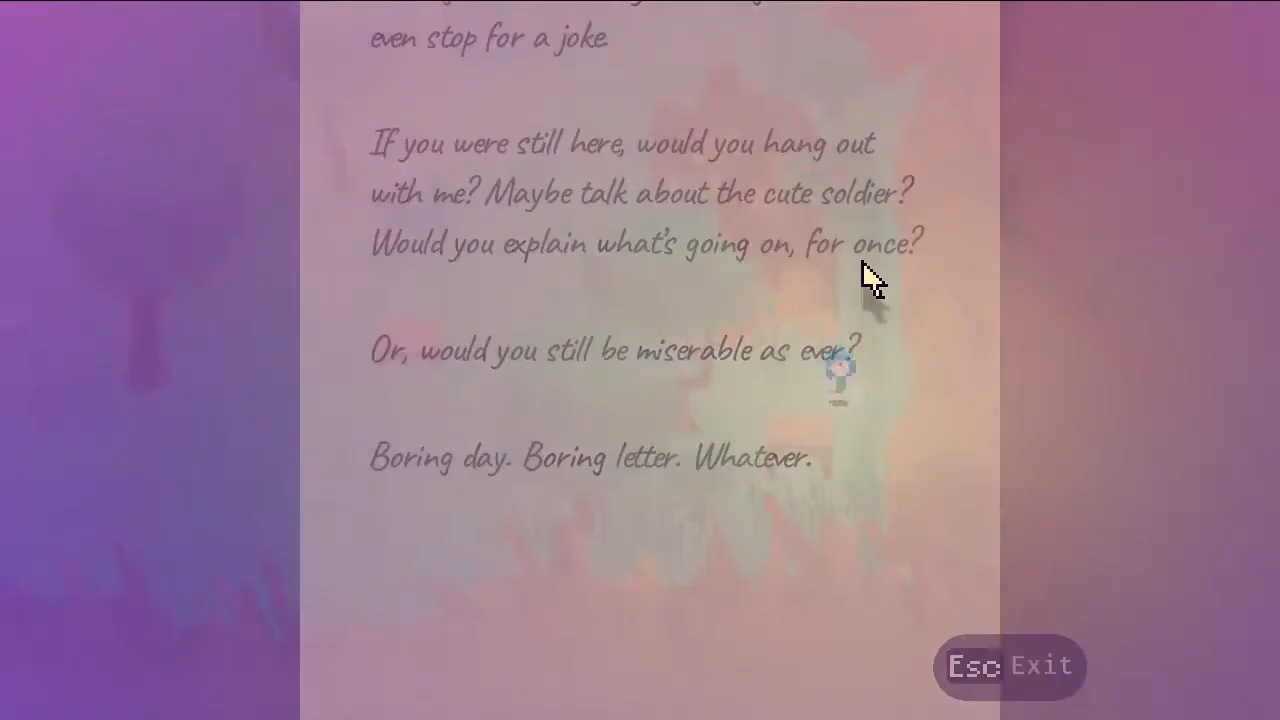 even stop for a joke.
If you were still here, would you hang out
with me? Maybe talk about the cute soldier?
Would you explain what's going on, for once?
Or, would you still be miserable as ever?
Boring day. Boring letter. Whatever.
Esc Exit